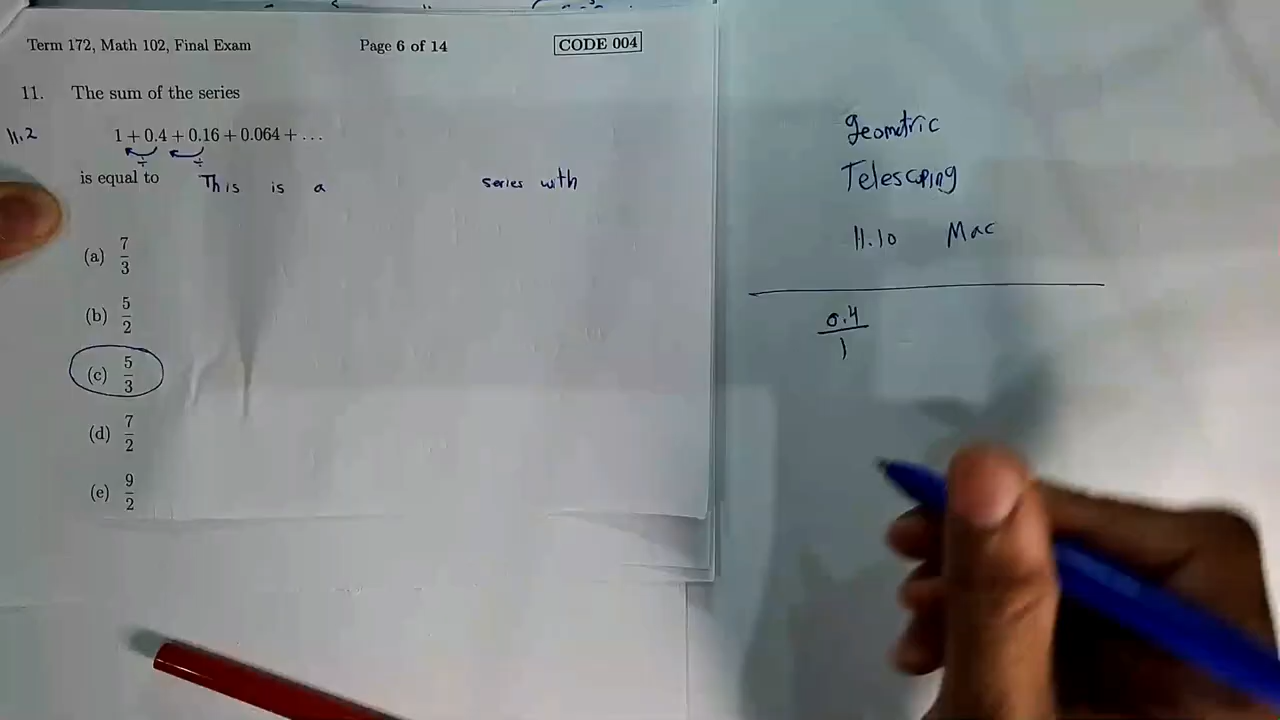 Term 172, Math 102, Final Exam Page 6 of 14 CODE 004
11. The sum of the series
11.2 1 + 0.4 + 0.16 + 0.064 + ...
÷ ÷
is equal to This is a series with
(a) 7/3
(b) 5/2
(c) 5/3
(d) 7/2
(e) 9/2
Geometric
Telescoping
11.10 Mac
0.4
1